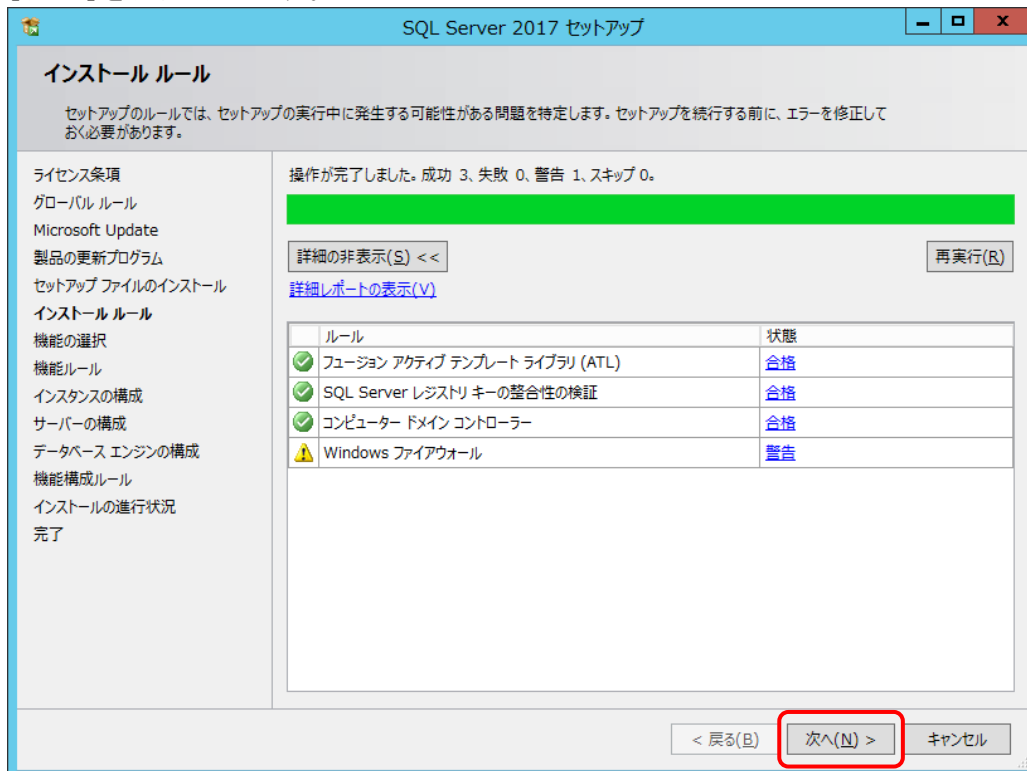 SQL Server 2017 セットアップ
インストール ルール
セットアップのルールでは、セットアップの実行中に発生する可能性がある問題を特定します。セットアップを続行する前に、エラーを修正して
おく必要があります。
ライセンス条項
グローバル ルール
Microsoft Update
製品の更新プログラム
セットアップ ファイルのインストール
インストール ルール
機能の選択
機能ルール
インスタンスの構成
サーバーの構成
データベース エンジンの構成
機能構成ルール
インストールの進行状況
完了
操作が完了しました。成功 3、失敗 0、警告 1、スキップ 0。
詳細の非表示(S) <<
再実行(R)
詳細レポートの表示(V)
ルール 状態
フュージョン アクティブ テンプレート ライブラリ (ATL) 合格
SQL Server レジストリ キーの整合性の検証 合格
コンピューター ドメイン コントローラー 合格
Windows ファイアウォール 警告
< 戻る(B) 次へ(N) > キャンセル